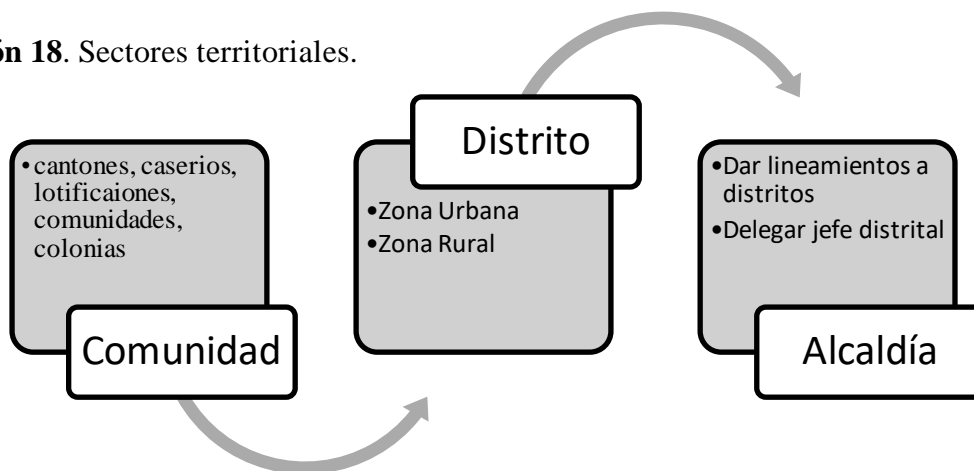 ón 18. Sectores territoriales.
•cantones, caserios,
lotificaiones,
comunidades,
colonias
Comunidad
Distrito
•Zona Urbana
•Zona Rural
•Dar lineamientos a
distritos
•Delegar jefe distrital
Alcaldía